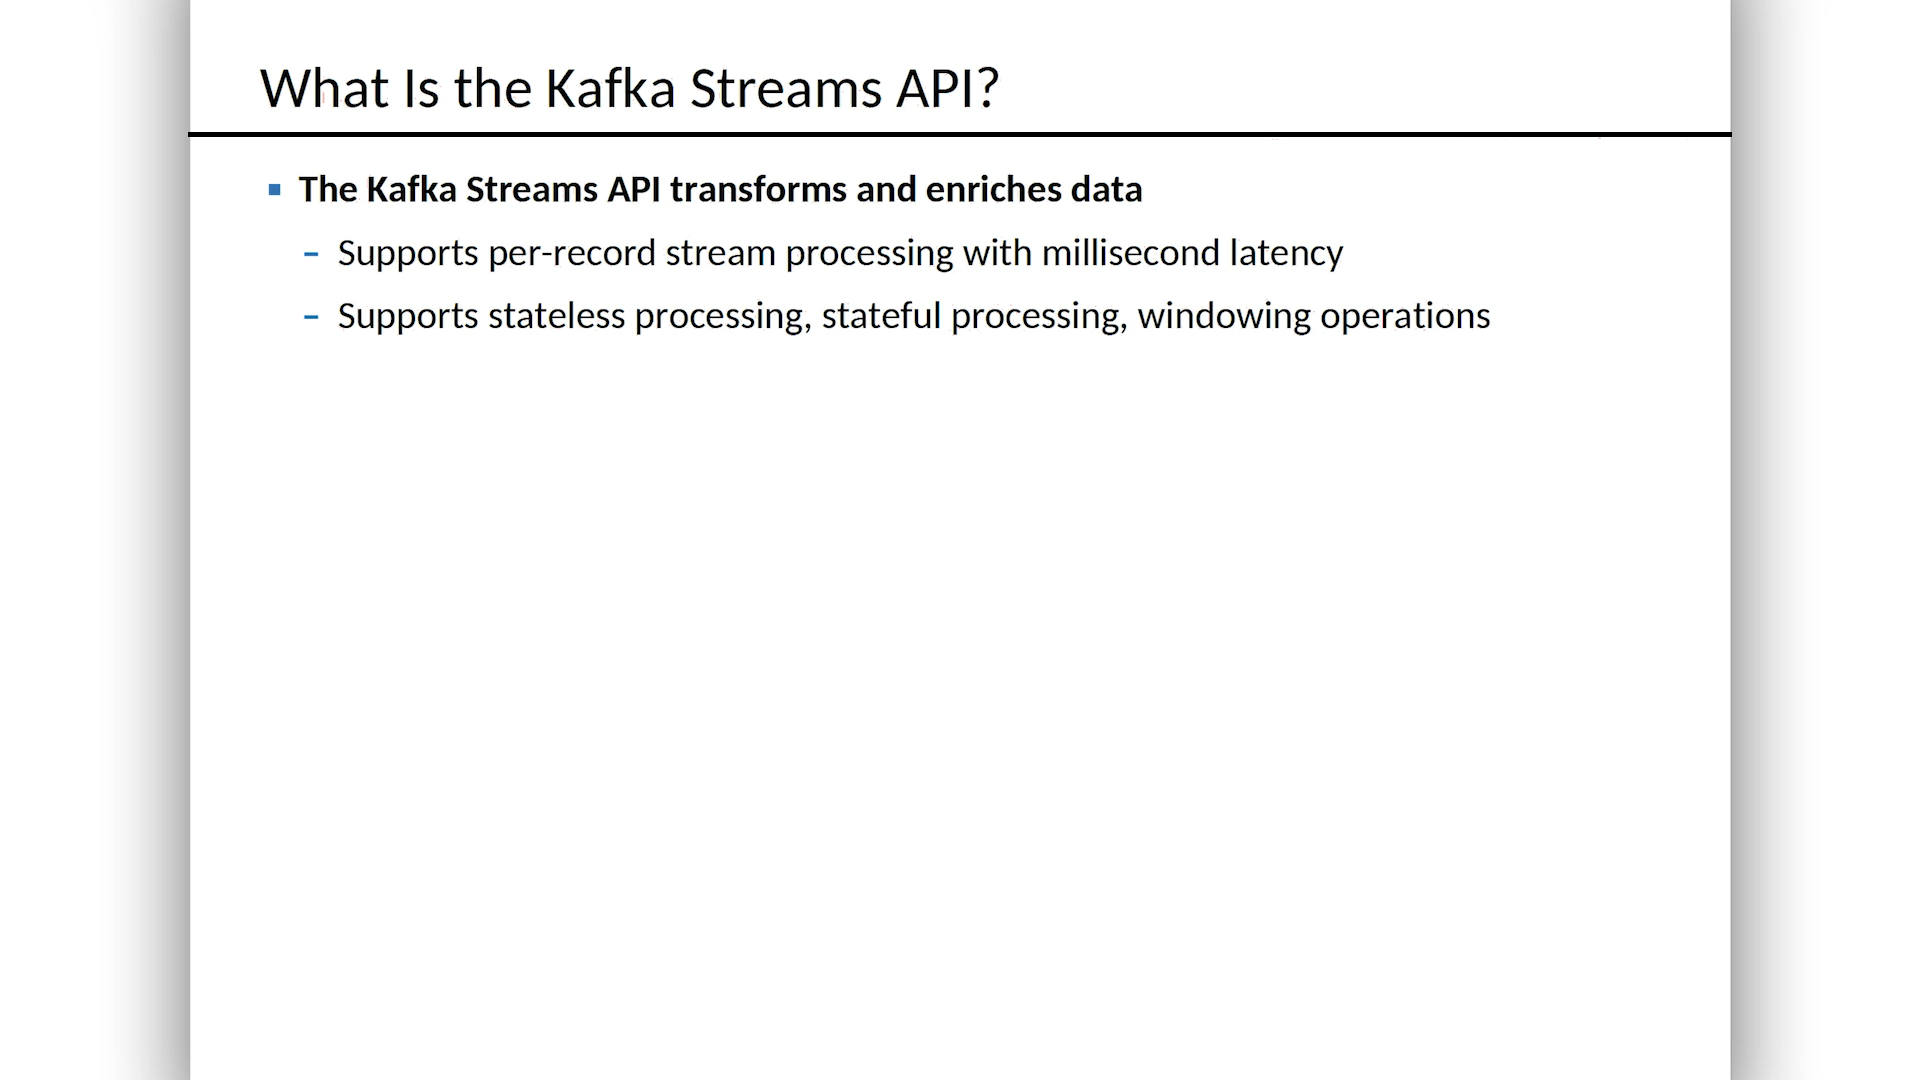 What Is the Kafka Streams API?
▪ The Kafka Streams API transforms and enriches data
– Supports per-record stream processing with millisecond latency
– Supports stateless processing, stateful processing, windowing operations